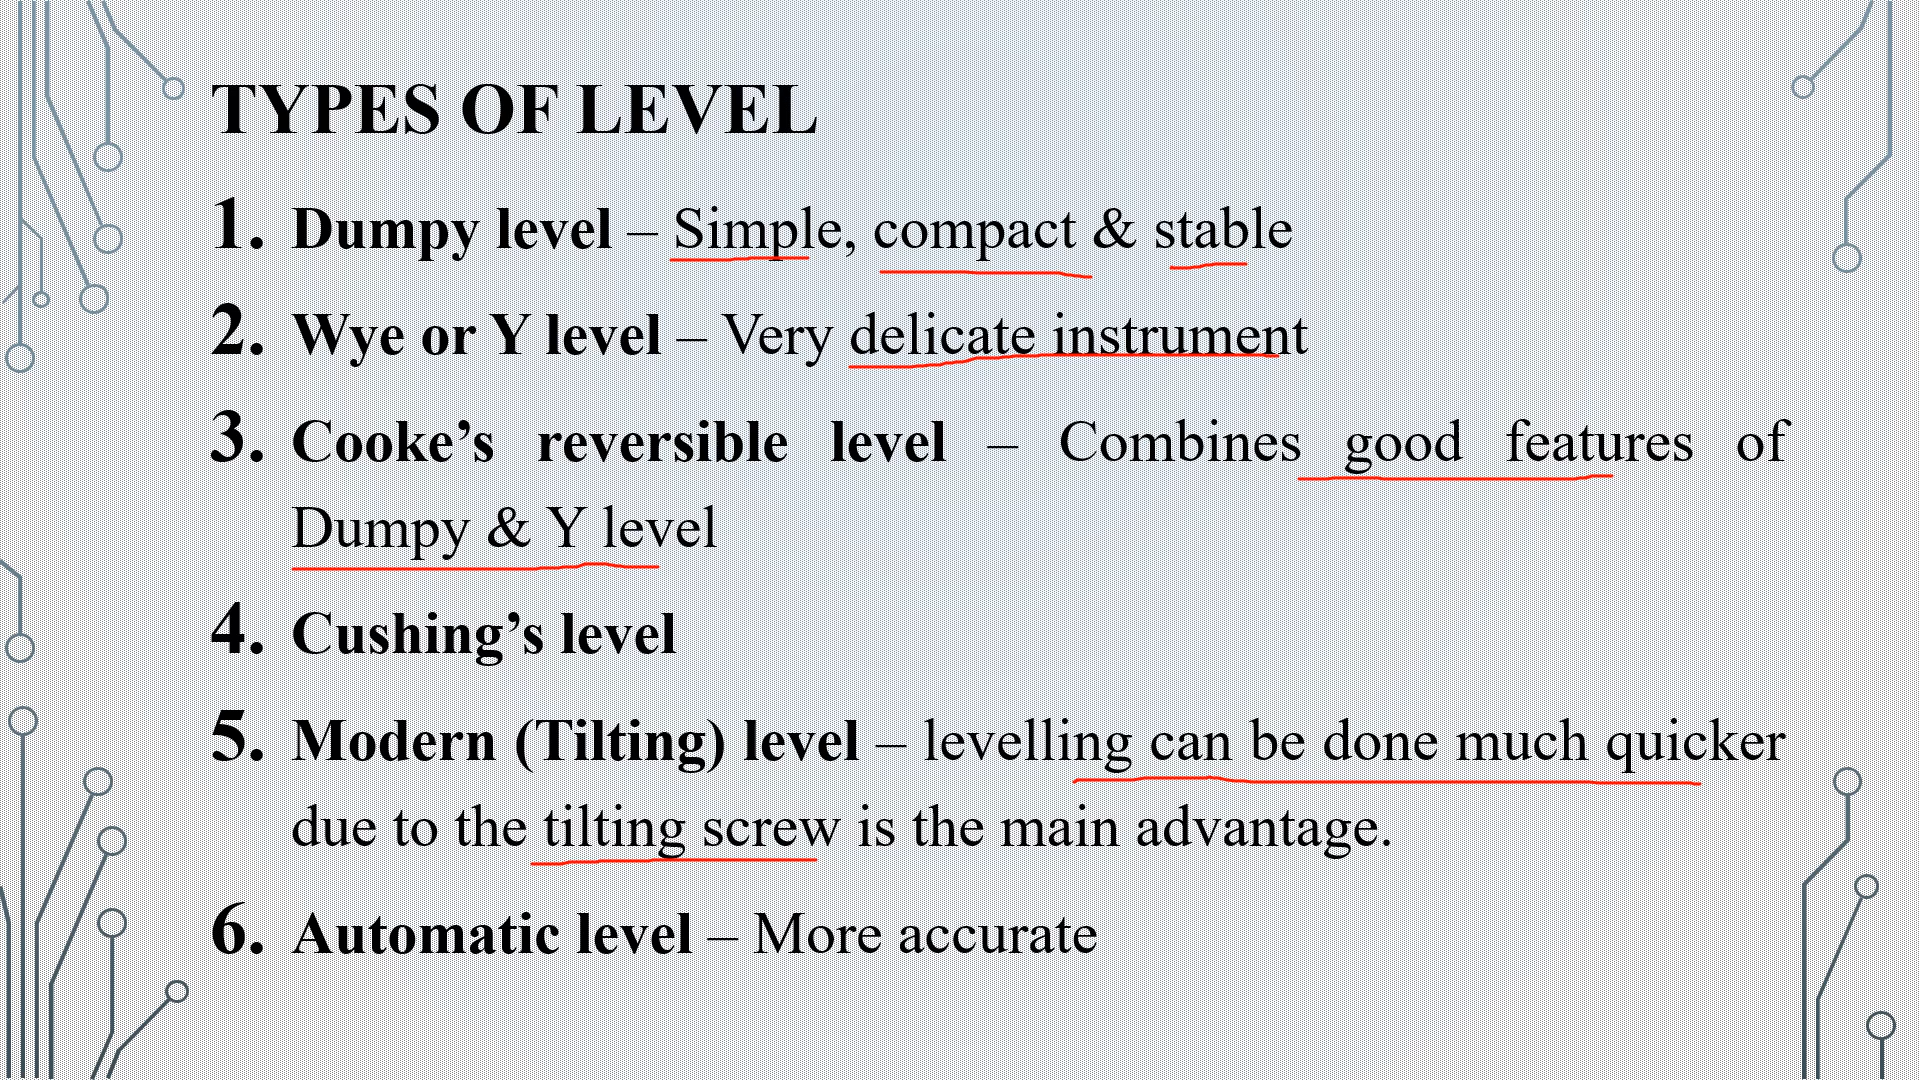 TYPES OF LEVEL
1. Dumpy level – Simple, compact & stable
2. Wye or Y level – Very delicate instrument
3. Cooke’s reversible level – Combines good features of
Dumpy & Y level
4. Cushing’s level
5. Modern (Tilting) level – levelling can be done much quicker
due to the tilting screw is the main advantage.
6. Automatic level – More accurate